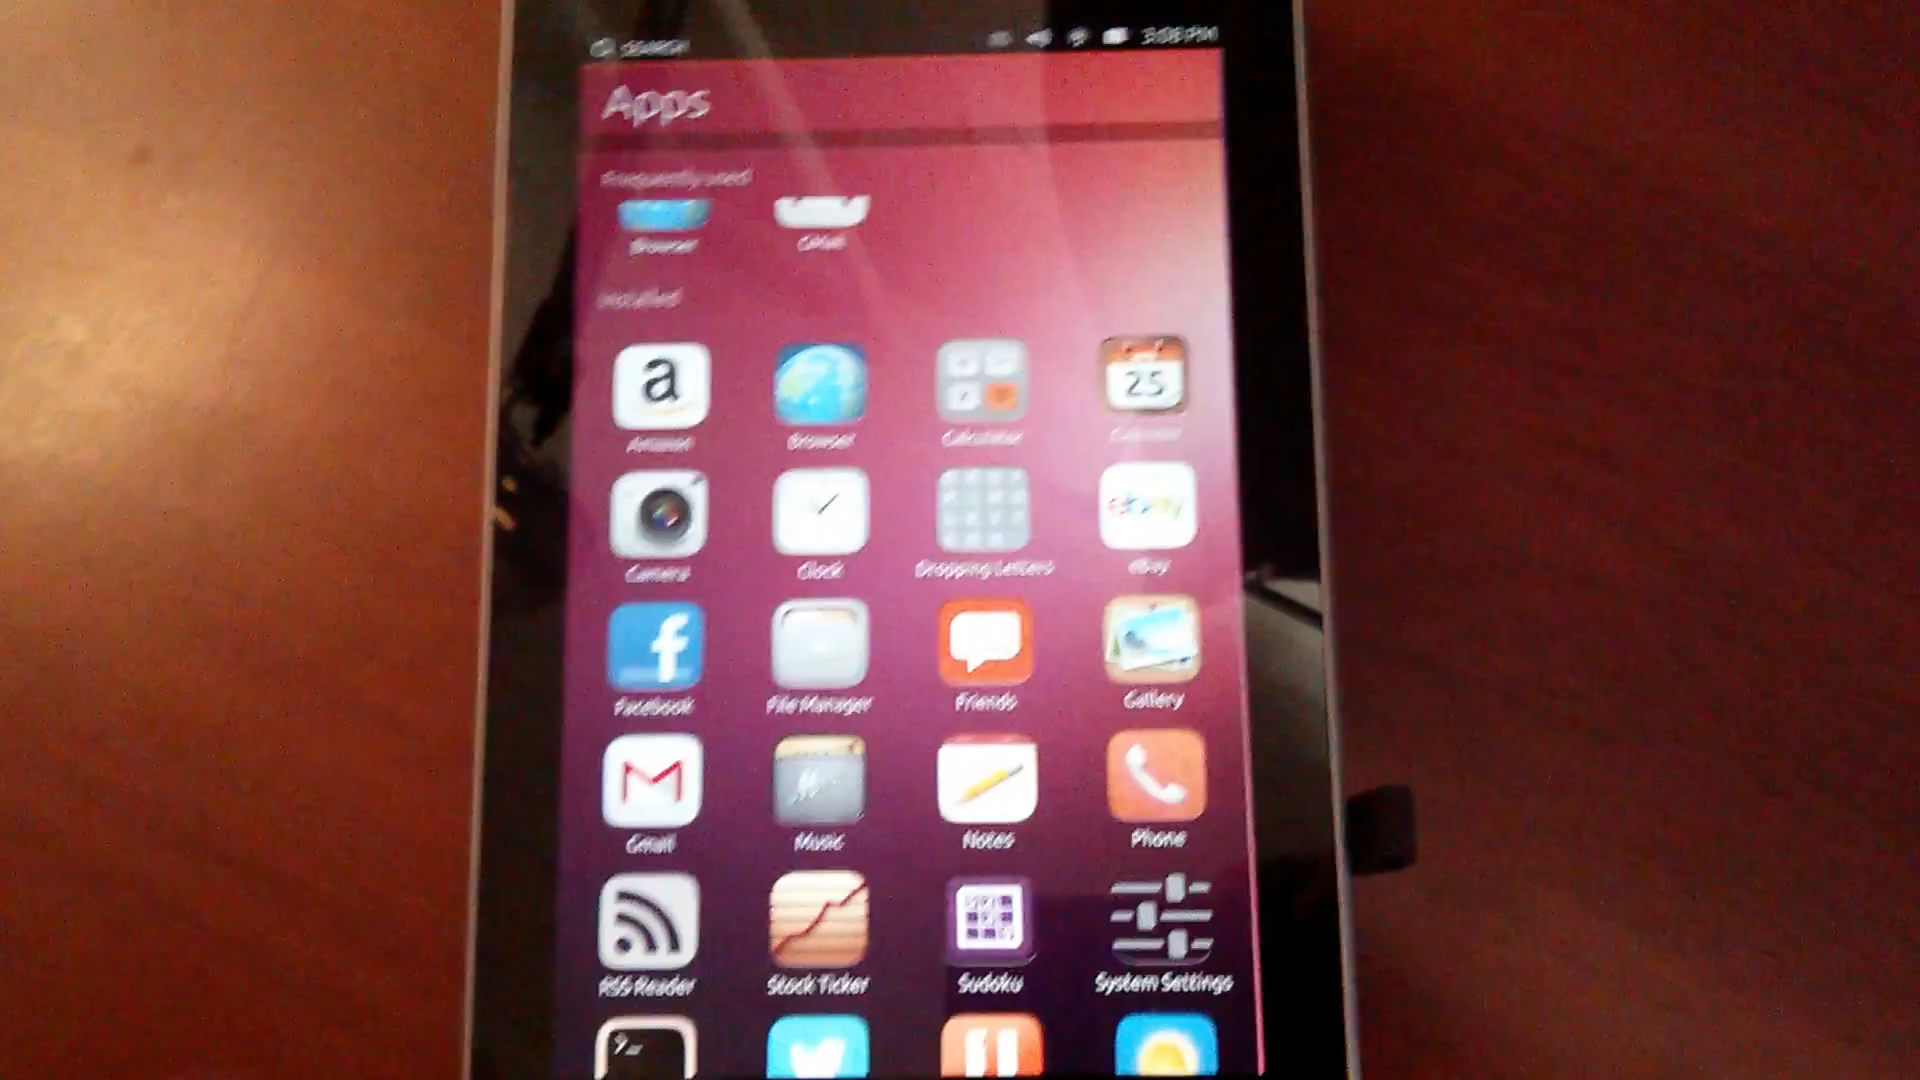 SEARCH 3:08 PM
Apps
Frequently used
Browser Gmail
Installed
a 25
Amazon Browser Calculator Calendar
ebay
Camera Clock Dropping Letters eBay
f
Facebook File Manager Friends Gallery
Gmail Music Notes Phone
RSS Reader Stock Ticker Sudoku System Settings